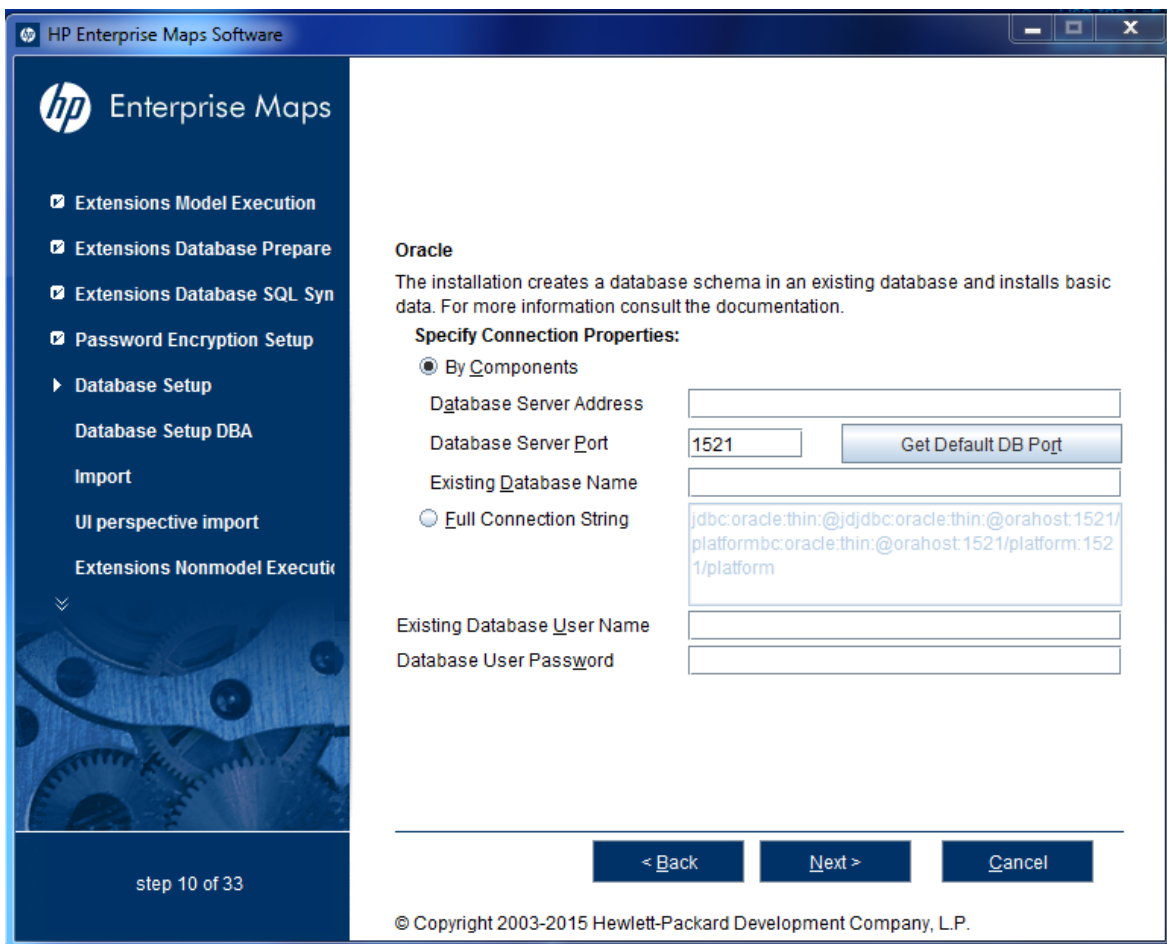 HP Enterprise Maps Software
hp Enterprise Maps
Extensions Model Execution
Extensions Database Prepare
Extensions Database SQL Syn
Password Encryption Setup
Database Setup
Database Setup DBA
Import
UI perspective import
Extensions Nonmodel Executic
step 10 of 33
Oracle
The installation creates a database schema in an existing database and installs basic
data. For more information consult the documentation.
Specify Connection Properties:
By Components
Database Server Address
Database Server Port
1521
Get Default DB Port
Existing Database Name
Full Connection String
jdbc:oracle:thin:@jdjdbc:oracle:thin:@orahost:1521/
platformbc:oracle:thin:@orahost:1521/platform:152
1/platform
Existing Database User Name
Database User Password
< Back
Next >
Cancel
© Copyright 2003-2015 Hewlett-Packard Development Company, L.P.